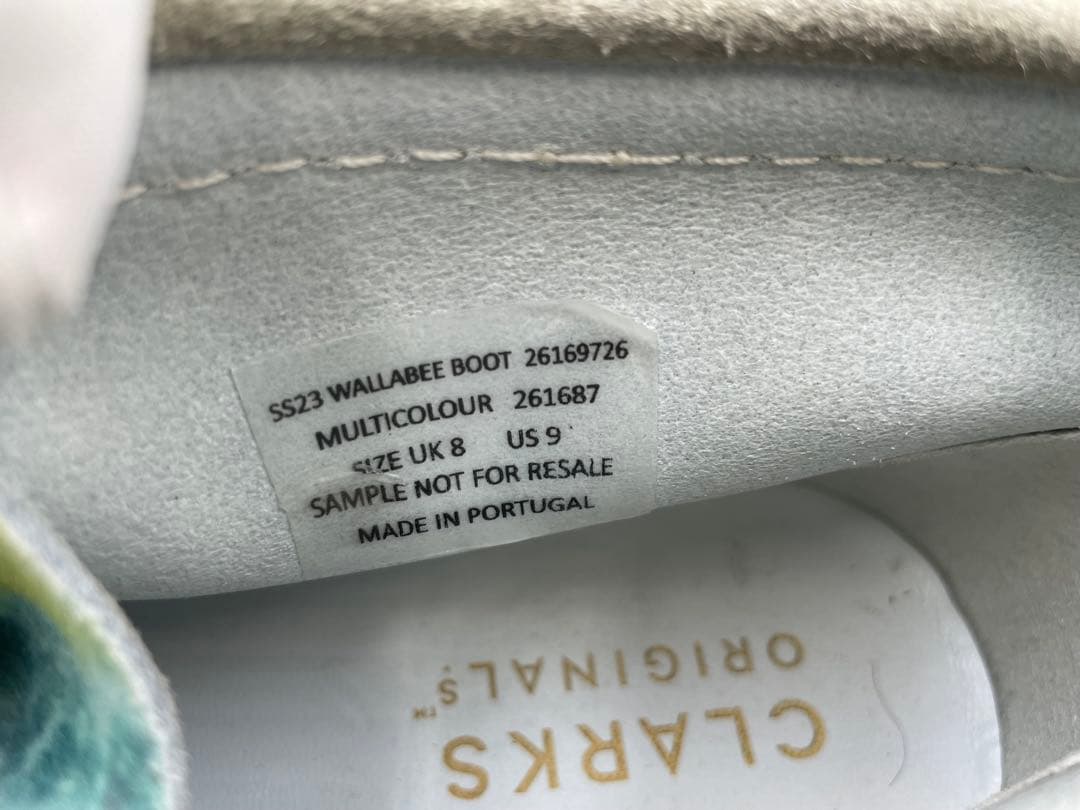 SS23 WALLABEE BOOT 26169726
MULTICOLOUR 261687
SIZE UK 8 US 9
SAMPLE NOT FOR RESALE
MADE IN PORTUGAL
CLARKS
ORIGINALS™